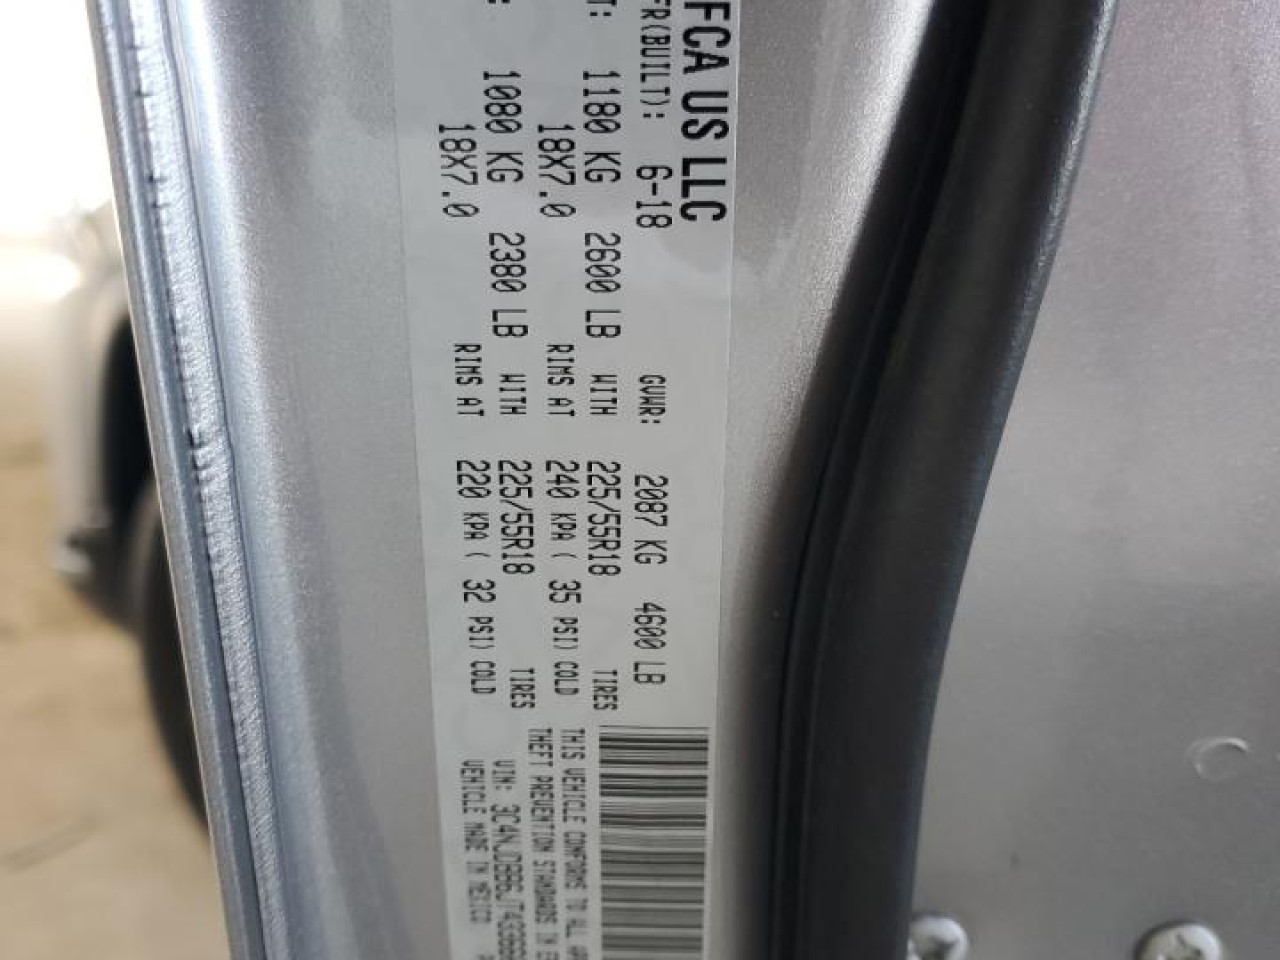 FCA US LLC
FR(BUILT): 6-18 GVWR: 2087 KG 4600 LB
T: 1180 KG 2600 LB WITH 225/55R18 TIRES
18X7.0 RIMS AT 240 KPA( 35 PSI) COLD
: 1080 KG 2380 LB WITH 225/55R18 TIRES
18X7.0 RIMS AT 220 KPA( 32 PSI) COLD
THIS VEHICLE CONFORMS TO ALL
THEFT PREVENTION STANDARDS IN
VIN:
VEHICLE MADE IN MEXICO